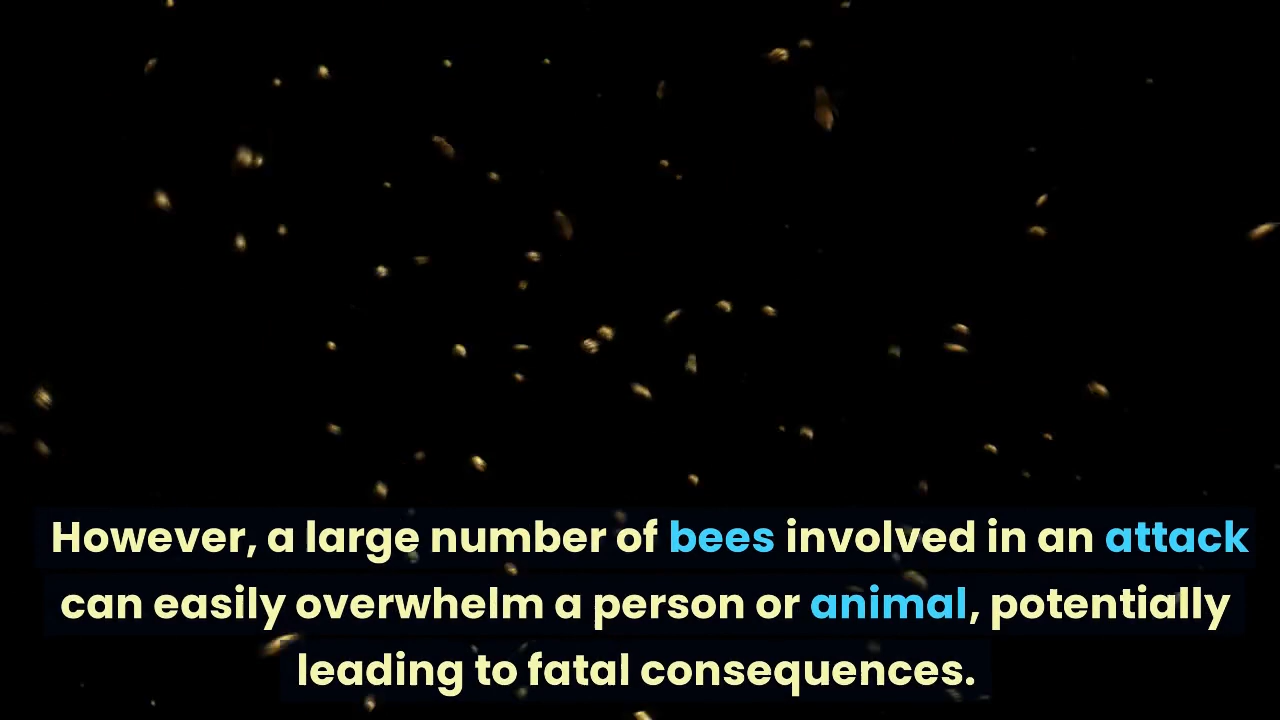 However, a large number of bees involved in an attack
can easily overwhelm a person or animal, potentially
leading to fatal consequences.